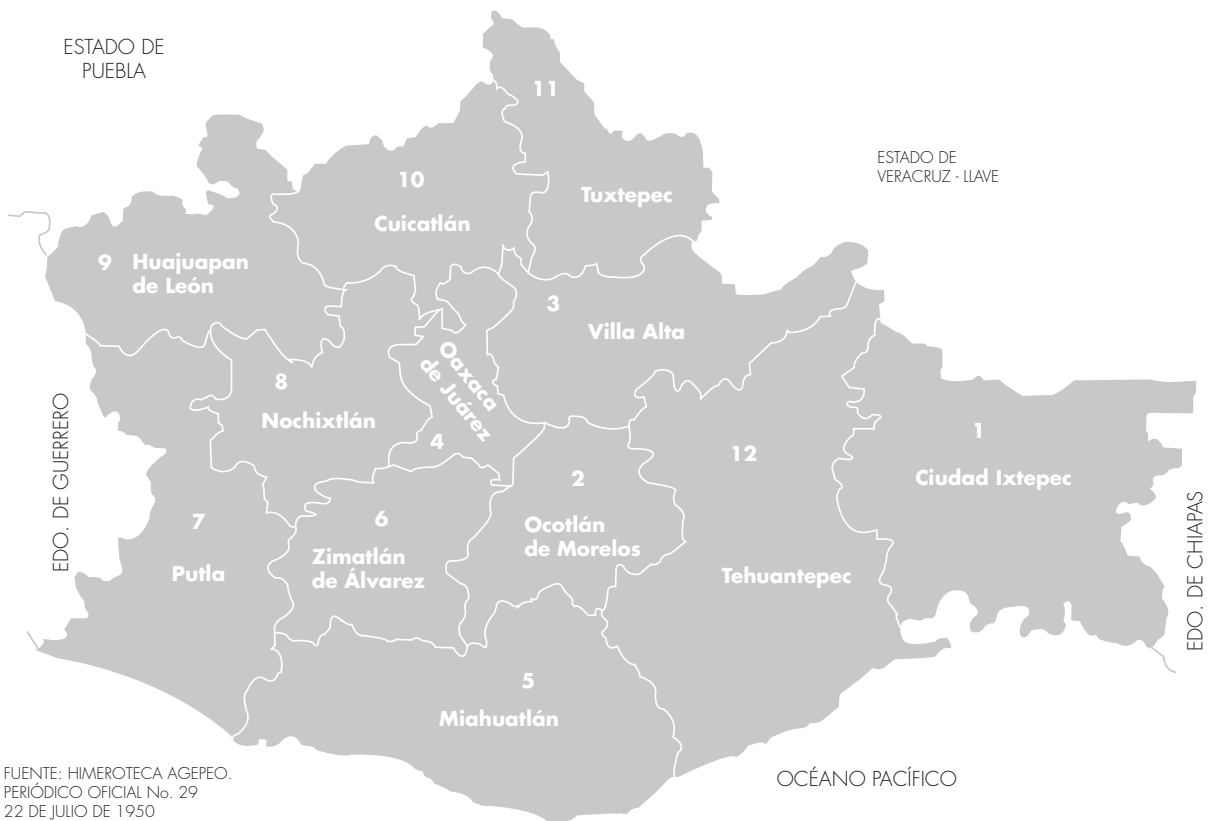 ESTADO DE
PUEBLA
11
ESTADO DE
VERACRUZ - LLAVE
10
Tuxtepec
Cuicatlán
9 Huajuapan
de León
3
Villa Alta
Oaxaca
de Juárez
8
Nochixtlán
4
EDO. DE GUERRERO
12
1
Ciudad Ixtepec
2
Ocotlán
de Morelos
7
Putla
6
Zimatlán
de Álvarez
Tehuantepec
EDO. DE CHIAPAS
5
Miahuatlán
FUENTE: HIMEROTECA AGEPEO.
PERIÓDICO OFICIAL No. 29
22 DE JULIO DE 1950
OCÉANO PACÍFICO